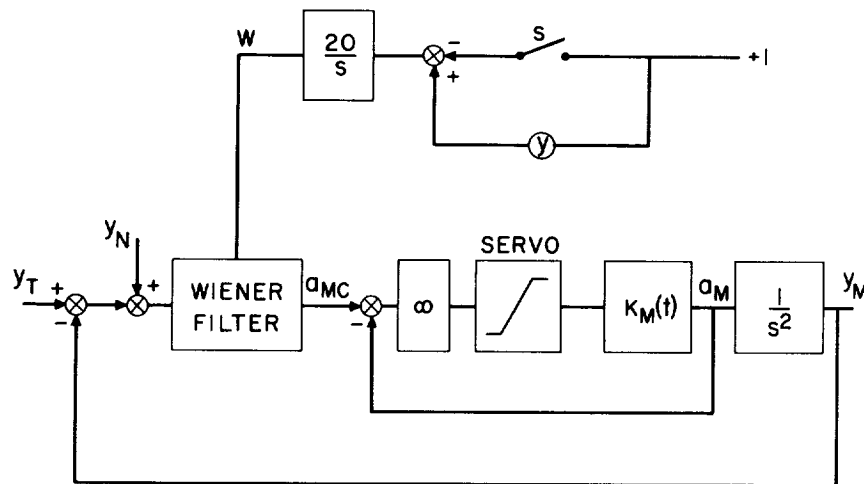 W
20
s
-
+
S
+1
y
y_N
y_T
+
-
+
WIENER
FILTER
a_MC
-
∞
SERVO
K_M(t)
a_M
1
s²
y_M